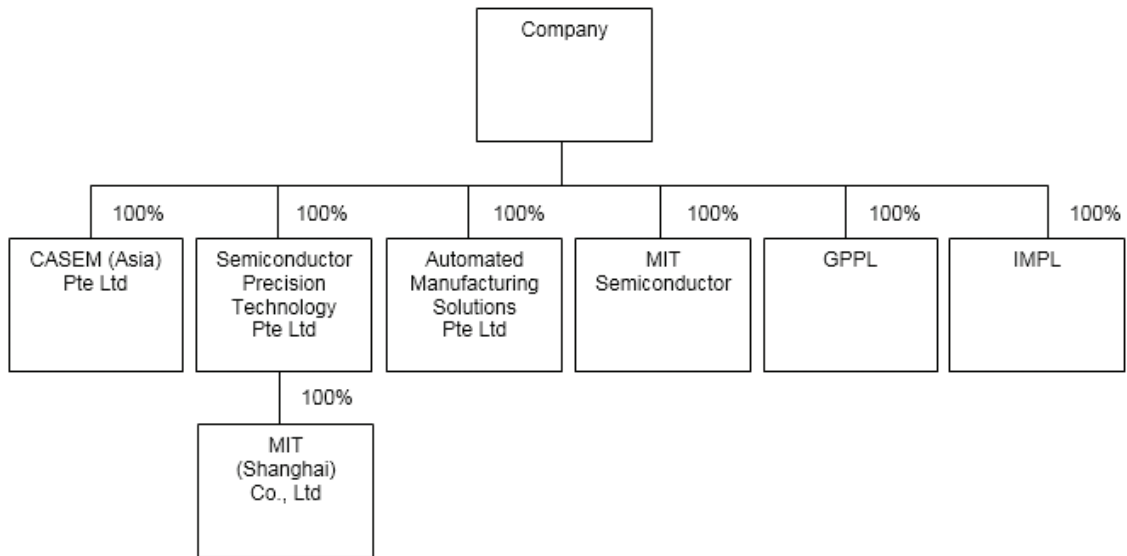 Company
100%
100%
100%
100%
100%
100%
CASEM (Asia)
Pte Ltd
Semiconductor
Precision
Technology
Pte Ltd
Automated
Manufacturing
Solutions
Pte Ltd
MIT
Semiconductor
GPPL
IMPL
100%
MIT
(Shanghai)
Co., Ltd